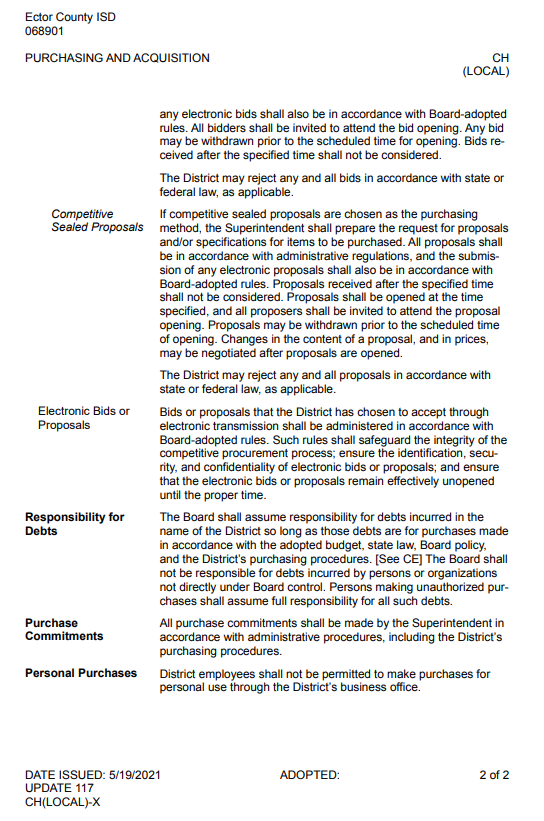 Ector County ISD
068901
PURCHASING AND ACQUISITION
CH
(LOCAL)
any electronic bids shall also be in accordance with Board-adopted
rules. All bidders shall be invited to attend the bid opening. Any bid
may be withdrawn prior to the scheduled time for opening. Bids re-
ceived after the specified time shall not be considered.
The District may reject any and all bids in accordance with state or
federal law, as applicable.
Competitive
Sealed Proposals
If competitive sealed proposals are chosen as the purchasing
method, the Superintendent shall prepare the request for proposals
and/or specifications for items to be purchased. All proposals shall
be in accordance with administrative regulations, and the submis-
sion of any electronic proposals shall also be in accordance with
Board-adopted rules. Proposals received after the specified time
shall not be considered. Proposals shall be opened at the time
specified, and all proposers shall be invited to attend the proposal
opening. Proposals may be withdrawn prior to the scheduled time
of opening. Changes in the content of a proposal, and in prices,
may be negotiated after proposals are opened.
The District may reject any and all proposals in accordance with
state or federal law, as applicable.
Electronic Bids or
Proposals
Bids or proposals that the District has chosen to accept through
electronic transmission shall be administered in accordance with
Board-adopted rules. Such rules shall safeguard the integrity of the
competitive procurement process; ensure the identification, secu-
rity, and confidentiality of electronic bids or proposals; and ensure
that the electronic bids or proposals remain effectively unopened
until the proper time.
Responsibility for
Debts
The Board shall assume responsibility for debts incurred in the
name of the District so long as those debts are for purchases made
in accordance with the adopted budget, state law, Board policy,
and the District's purchasing procedures. [See CE] The Board shall
not be responsible for debts incurred by persons or organizations
not directly under Board control. Persons making unauthorized pur-
chases shall assume full responsibility for all such debts.
Purchase
Commitments
All purchase commitments shall be made by the Superintendent in
accordance with administrative procedures, including the District's
purchasing procedures.
Personal Purchases
District employees shall not be permitted to make purchases for
personal use through the District's business office.
DATE ISSUED: 5/19/2021
UPDATE 117
CH(LOCAL)-X
ADOPTED:
2 of 2